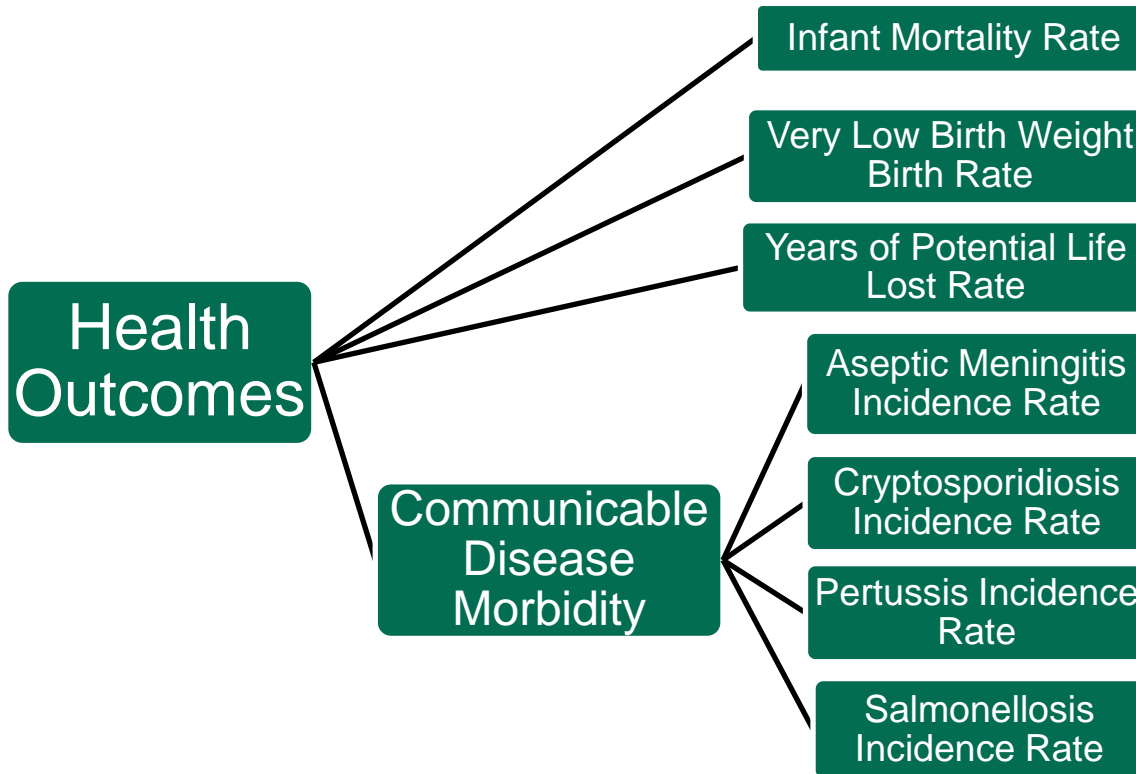 Infant Mortality Rate
Very Low Birth Weight
Birth Rate
Years of Potential Life
Lost Rate
Health
Outcomes
Aseptic Meningitis
Incidence Rate
Cryptosporidiosis
Incidence Rate
Communicable
Disease
Morbidity
Pertussis Incidence
Rate
Salmonellosis
Incidence Rate